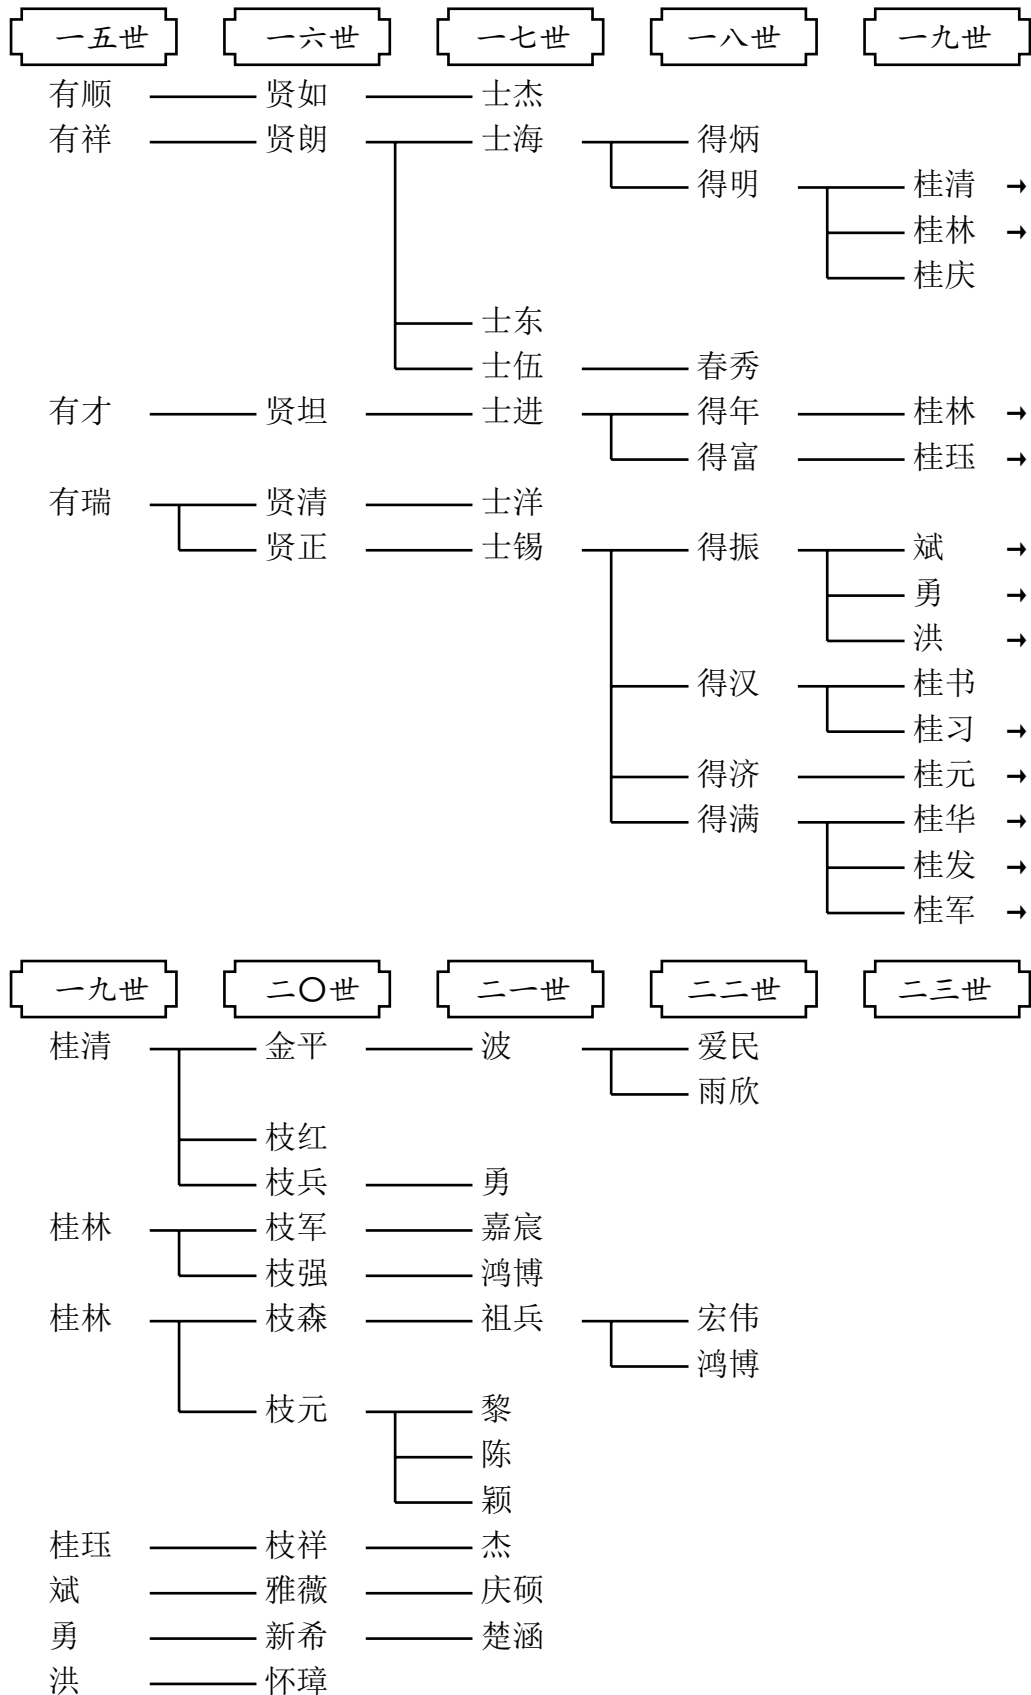 一五世 一六世 一七世 一八世 一九世
有顺 贤如 士杰
有祥 贤朗 士海 得炳
得明 桂清 →
桂林 →
桂庆
士东
士伍 春秀
有才 贤坦 士进 得年 桂林 →
得富 桂珏 →
有瑞 贤清 士洋
贤正 士锡 得振 斌 →
勇 →
洪 →
得汉 桂书
桂习 →
得济 桂元 →
得满 桂华 →
桂发 →
桂军 →
一九世 二〇世 二一世 二二世 二三世
桂清 金平 波 爱民
雨欣
枝红
枝兵 勇
桂林 枝军 嘉宸
枝强 鸿博
桂林 枝森 祖兵 宏伟
鸿博
枝元 黎
陈
颖
桂珏 枝祥 杰
斌 雅薇 庆硕
勇 新希 楚涵
洪 怀璋